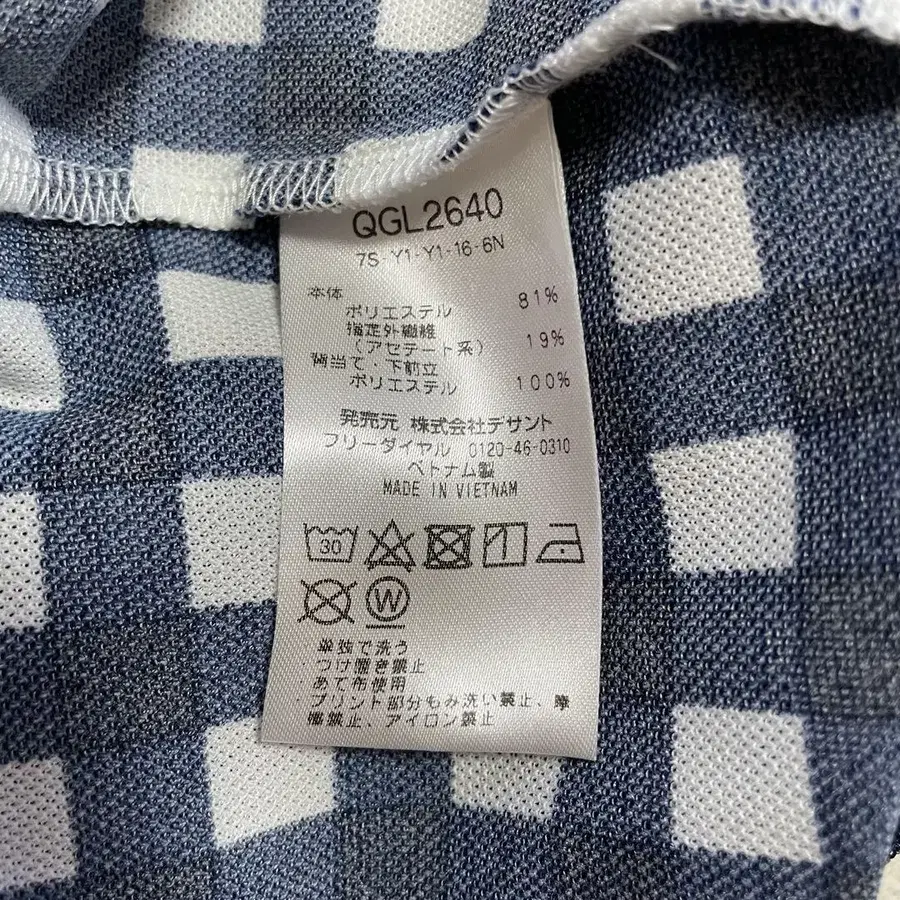 QGL2640
7S-Y1-Y1-16-6N
本体
ポリエステル 81%
指定外繊維
(アセテート系) 19%
肩当て・下前立
ポリエステル 100%
発売元 株式会社デサント
フリーダイヤル 0120-46-0310
ベトナム製
MADE IN VIETNAM
30
W
・単独で洗う
・つけ置き禁止
・あて布使用
・プリント部分もみ洗い禁止、摩
擦禁止、アイロン禁止